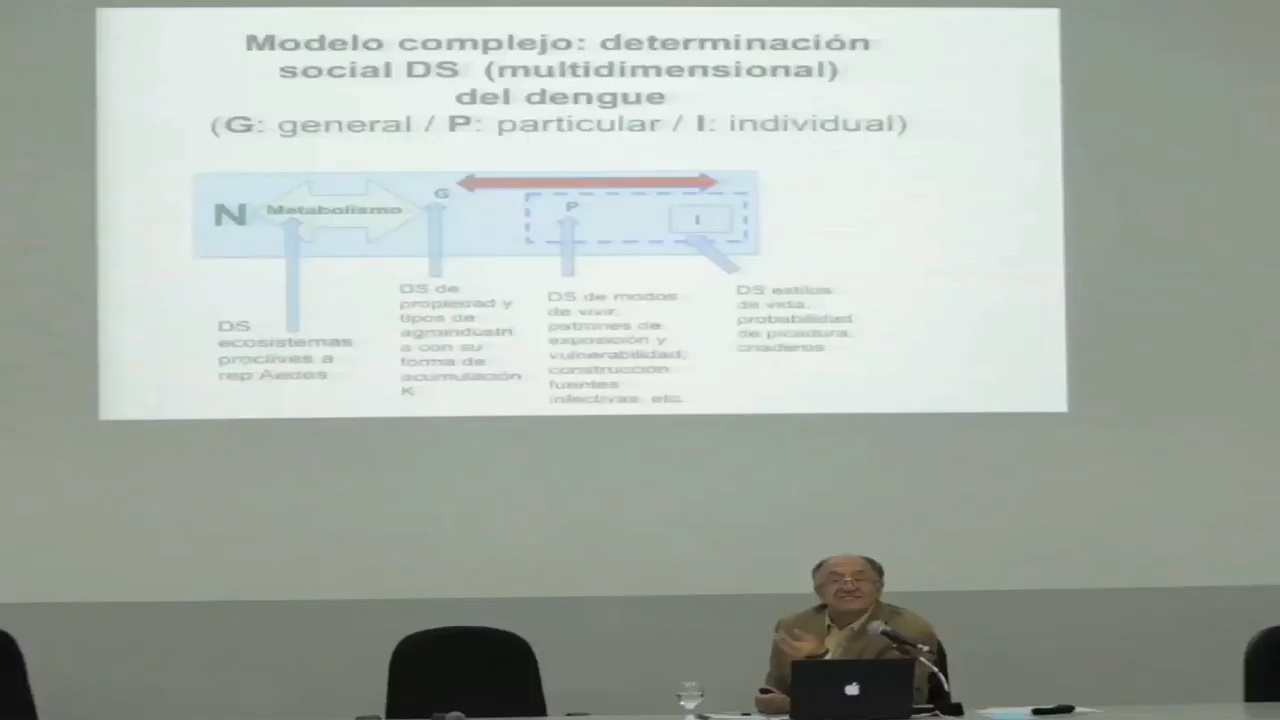 Modelo complejo: determinación
social DS (multidimensional)
del dengue
(G: general / P: particular / I: individual)
N
Metabolismo
G
P
I
DS
ecosistemas
proclives a
rep Aedes
DS de
propiedad y
tipos de
agroindustri
a con su
forma de
acumulación
K
DS de modos
de vivir,
patrones de
exposición y
vulnerabilidad,
construcción
fuentes
infectivas, etc.
DS estilos
de vida,
probabilidad
de picadura,
criaderos